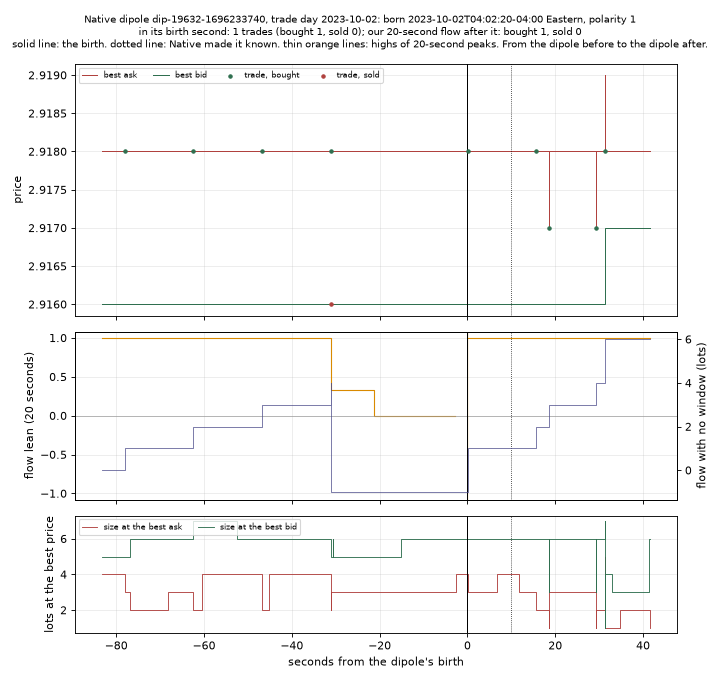 Native dipole dip-19632-1696233740, trade day 2023-10-02: born 2023-10-02T04:02:20-04:00 Eastern, polarity 1
in its birth second: 1 trades (bought 1, sold 0); our 20-second flow after it: bought 1, sold 0
solid line: the birth. dotted line: Native made it known. thin orange lines: highs of 20-second peaks. From the dipole before to the dipole after.
best ask
best bid
trade, bought
trade, sold
2.9190
2.9185
2.9180
2.9175
2.9170
2.9165
2.9160
price
1.0
0.5
0.0
−0.5
−1.0
flow lean (20 seconds)
6
4
2
0
flow with no window (lots)
size at the best ask
size at the best bid
6
4
2
lots at the best price
−80
−60
−40
−20
0
20
40
seconds from the dipole's birth